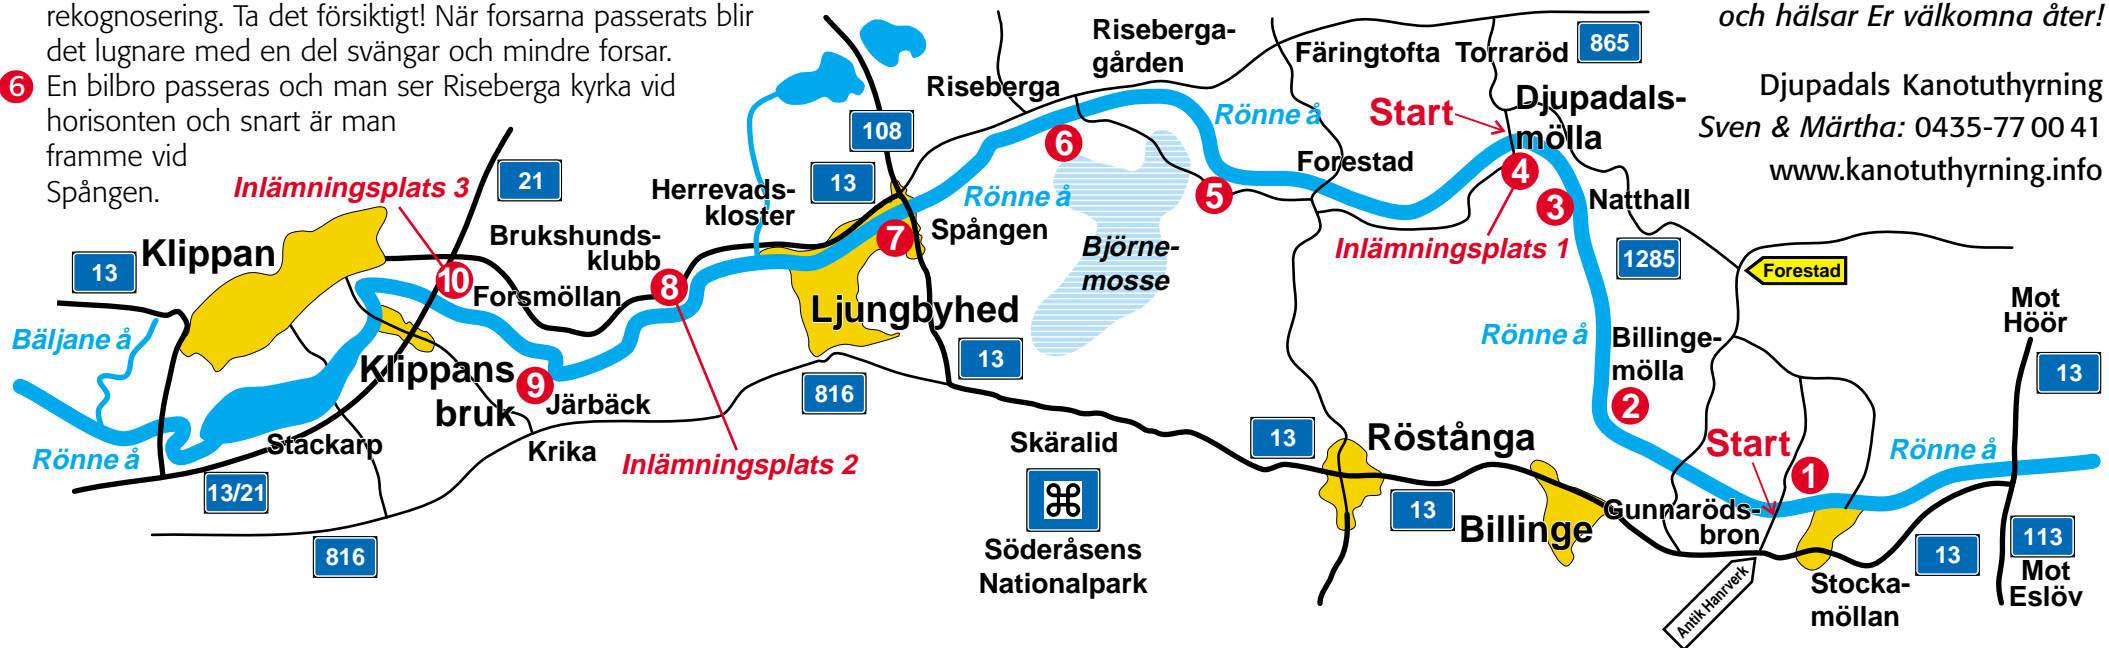 rekognosering. Ta det försiktigt! När forsarna passerats blir
det lugnare med en del svängar och mindre forsar.
6 En bilbro passeras och man ser Riseberga kyrka vid
horisonten och snart är man
framme vid
Spången.
och hälsar Er välkomna åter!
Djupadals Kanotuthyrning
Sven & Märtha: 0435-77 00 41
www.kanotuthyrning.info
Riseberga-
gården
Färingtofta
Torraröd
865
Riseberga
Rönne å
Start
Djupadals-
mölla
108
6
Forestad
4
Inlämningsplats 3
21
Herrevads-
kloster
13
Rönne å
5
3
Natthall
Klippan
Brukshunds-
klubb
7
Spången
Björne-
mosse
Inlämningsplats 1
1285
Forestad
13
10
Forsmöllan
8
Ljungbyhed
Mot
Höör
Bäljane å
Rönne å
Billinge-
mölla
13
13
Klippans
bruk
9
Järbäck
816
2
Rönne å
Stackarp
Krika
Inlämningsplats 2
Skäralid
13
Röstånga
Start
1
Rönne å
13/21
13
Billinge
Gunnaröds-
bron
816
Söderåsens
Nationalpark
13
113
Mot
Eslöv
Antik Hanrverk
Stocka-
möllan